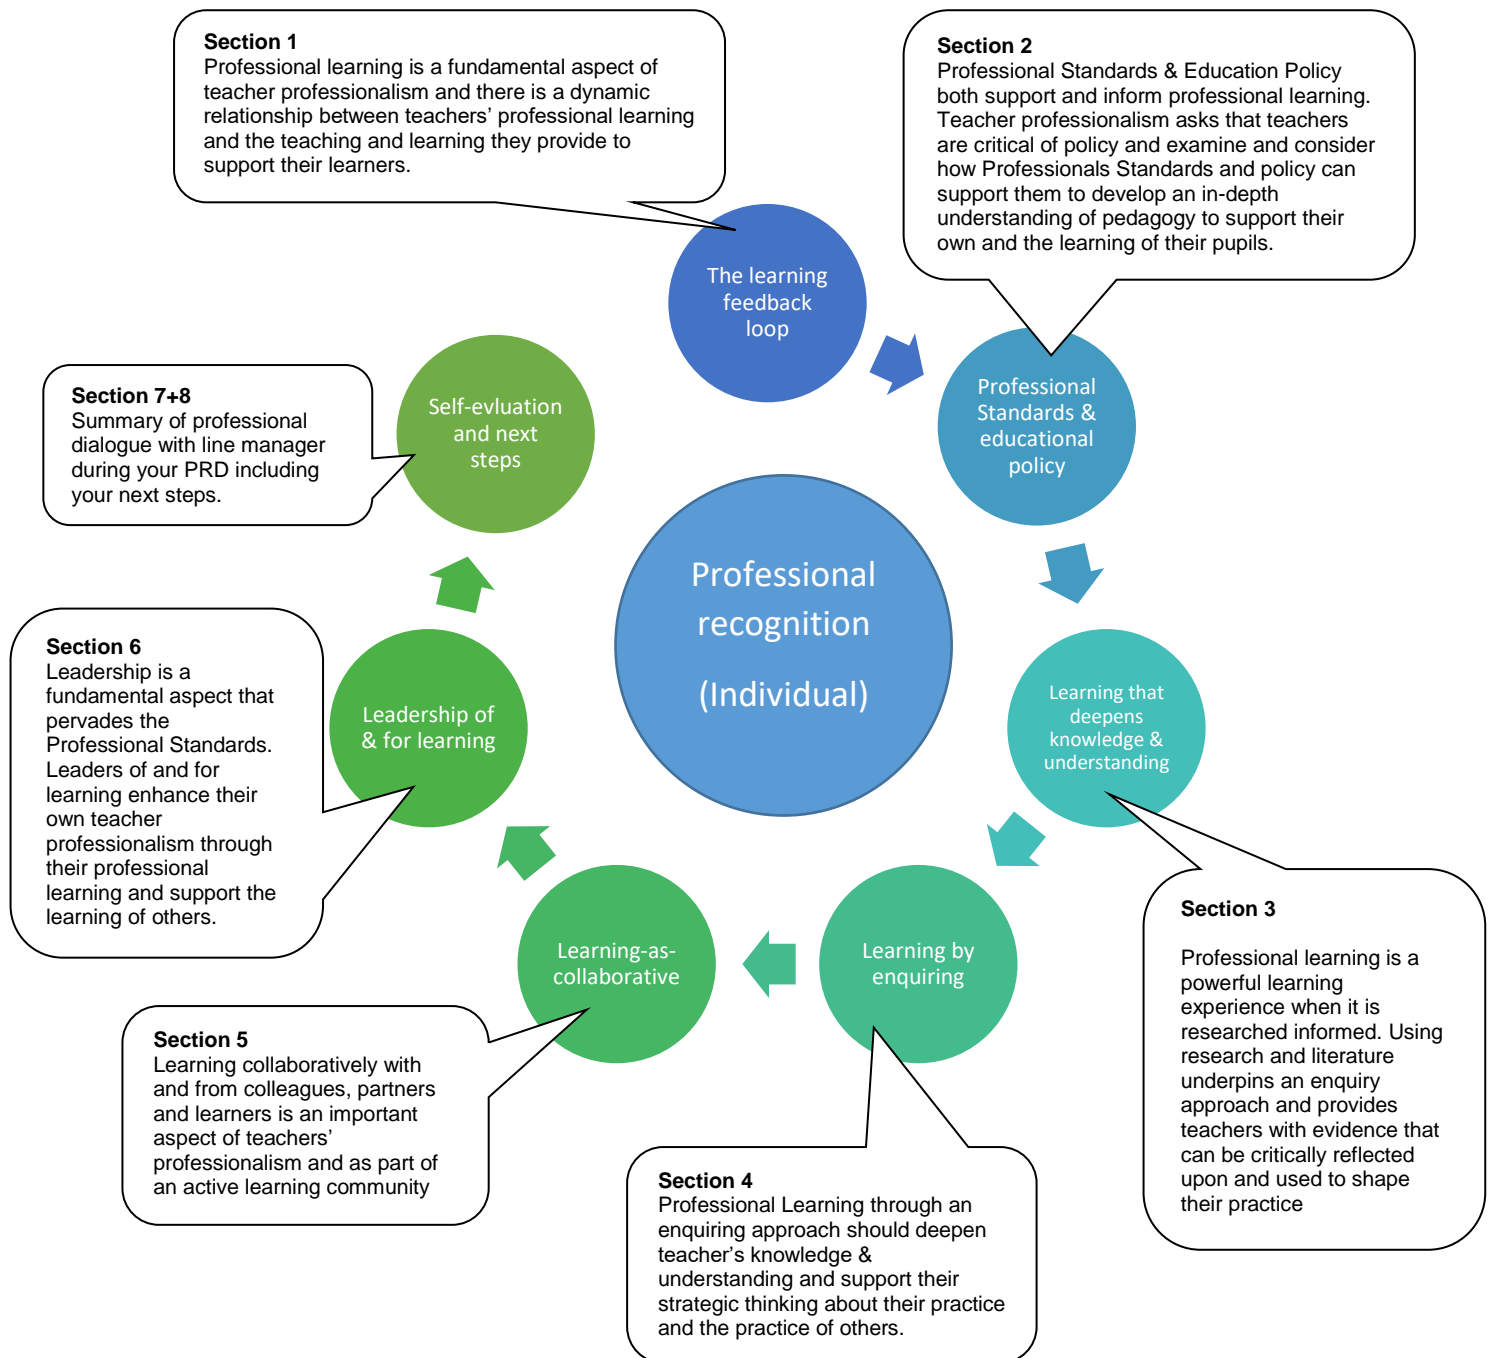 Section 1
Professional learning is a fundamental aspect of
teacher professionalism and there is a dynamic
relationship between teachers’ professional learning
and the teaching and learning they provide to
support their learners.
Section 2
Professional Standards & Education Policy
both support and inform professional learning.
Teacher professionalism asks that teachers
are critical of policy and examine and consider
how Professionals Standards and policy can
support them to develop an in-depth
understanding of pedagogy to support their
own and the learning of their pupils.
The learning
feedback
loop
Professional
Standards &
educational
policy
Section 7+8
Summary of professional
dialogue with line manager
during your PRD including
your next steps.
Self-evluation
and next
steps
Professional
recognition
(Individual)
Learning that
deepens
knowledge &
understanding
Section 6
Leadership is a
fundamental aspect that
pervades the
Professional Standards.
Leaders of and for
learning enhance their
own teacher
professionalism through
their professional
learning and support the
learning of others.
Leadership of
& for learning
Section 3
Professional learning is a
powerful learning
experience when it is
researched informed. Using
research and literature
underpins an enquiry
approach and provides
teachers with evidence that
can be critically reflected
upon and used to shape
their practice
Learning by
enquiring
Learning-as-
collaborative
Section 5
Learning collaboratively with
and from colleagues, partners
and learners is an important
aspect of teachers’
professionalism and as part of
an active learning community
Section 4
Professional Learning through an
enquiring approach should deepen
teacher’s knowledge &
understanding and support their
strategic thinking about their practice
and the practice of others.